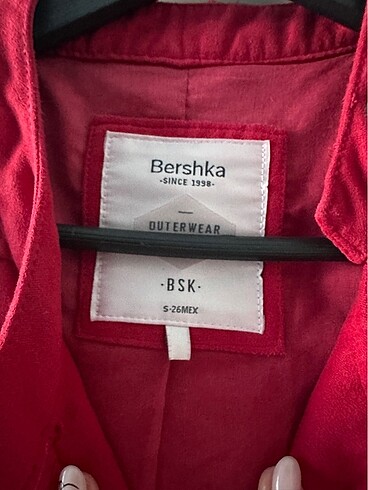 Bershka
-SINCE 1998-
OUTERWEAR
·BSK·
S-26MEX